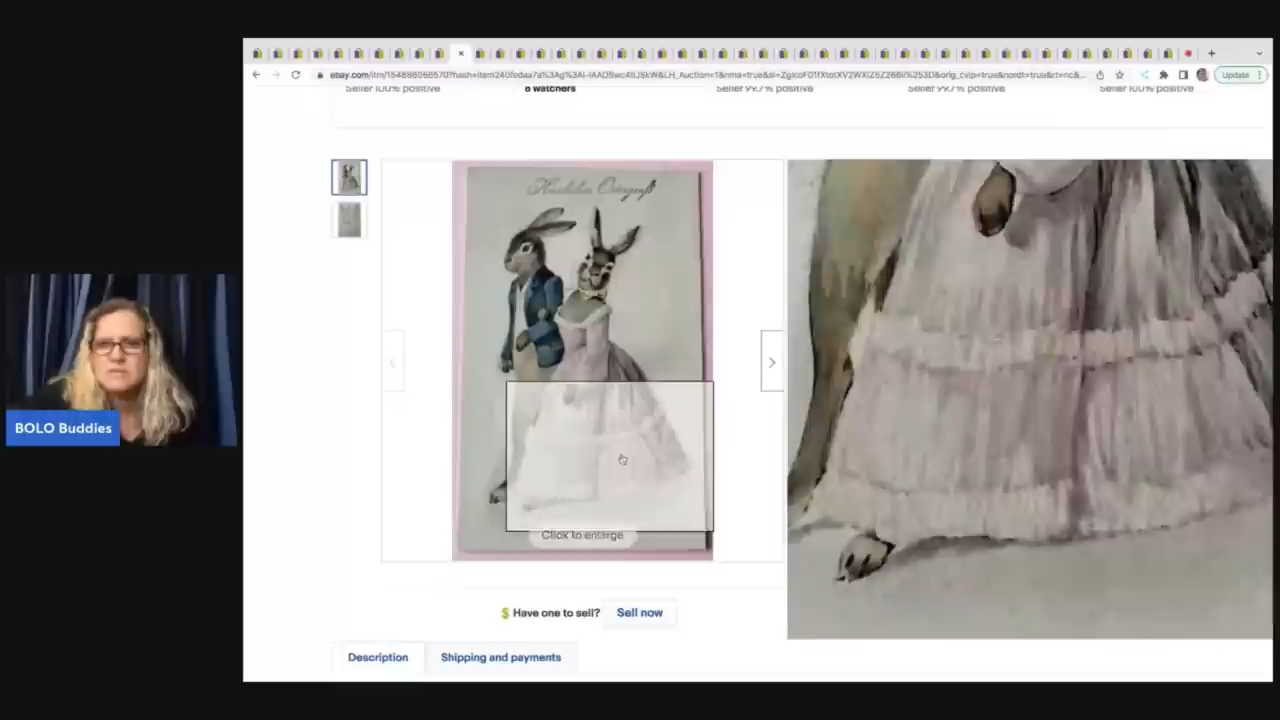 Update
Seller 100% positive
8 watchers
Seller 99.7% positive
Seller 99.7% positive
Seller 100% positive
Click to enlarge
$ Have one to sell? Sell now
Description
Shipping and payments
BOLO Buddies